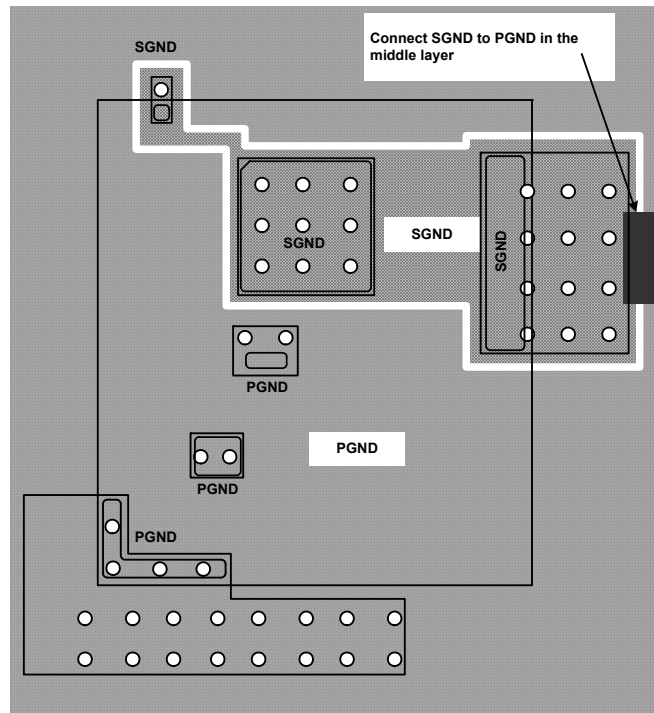 SGND
Connect SGND to PGND in the
middle layer
SGND
SGND
SGND
PGND
PGND
PGND
PGND